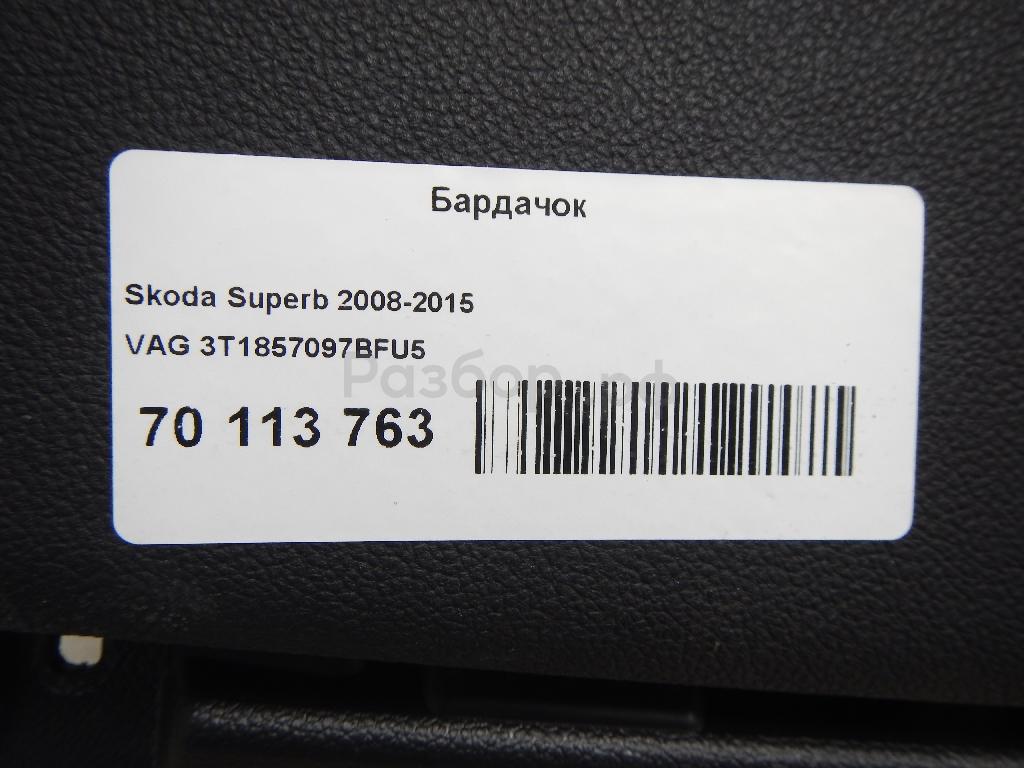 Бардачок
Skoda Superb 2008-2015
VAG 3T1857097BFU5
Разбор.рф
70 113 763